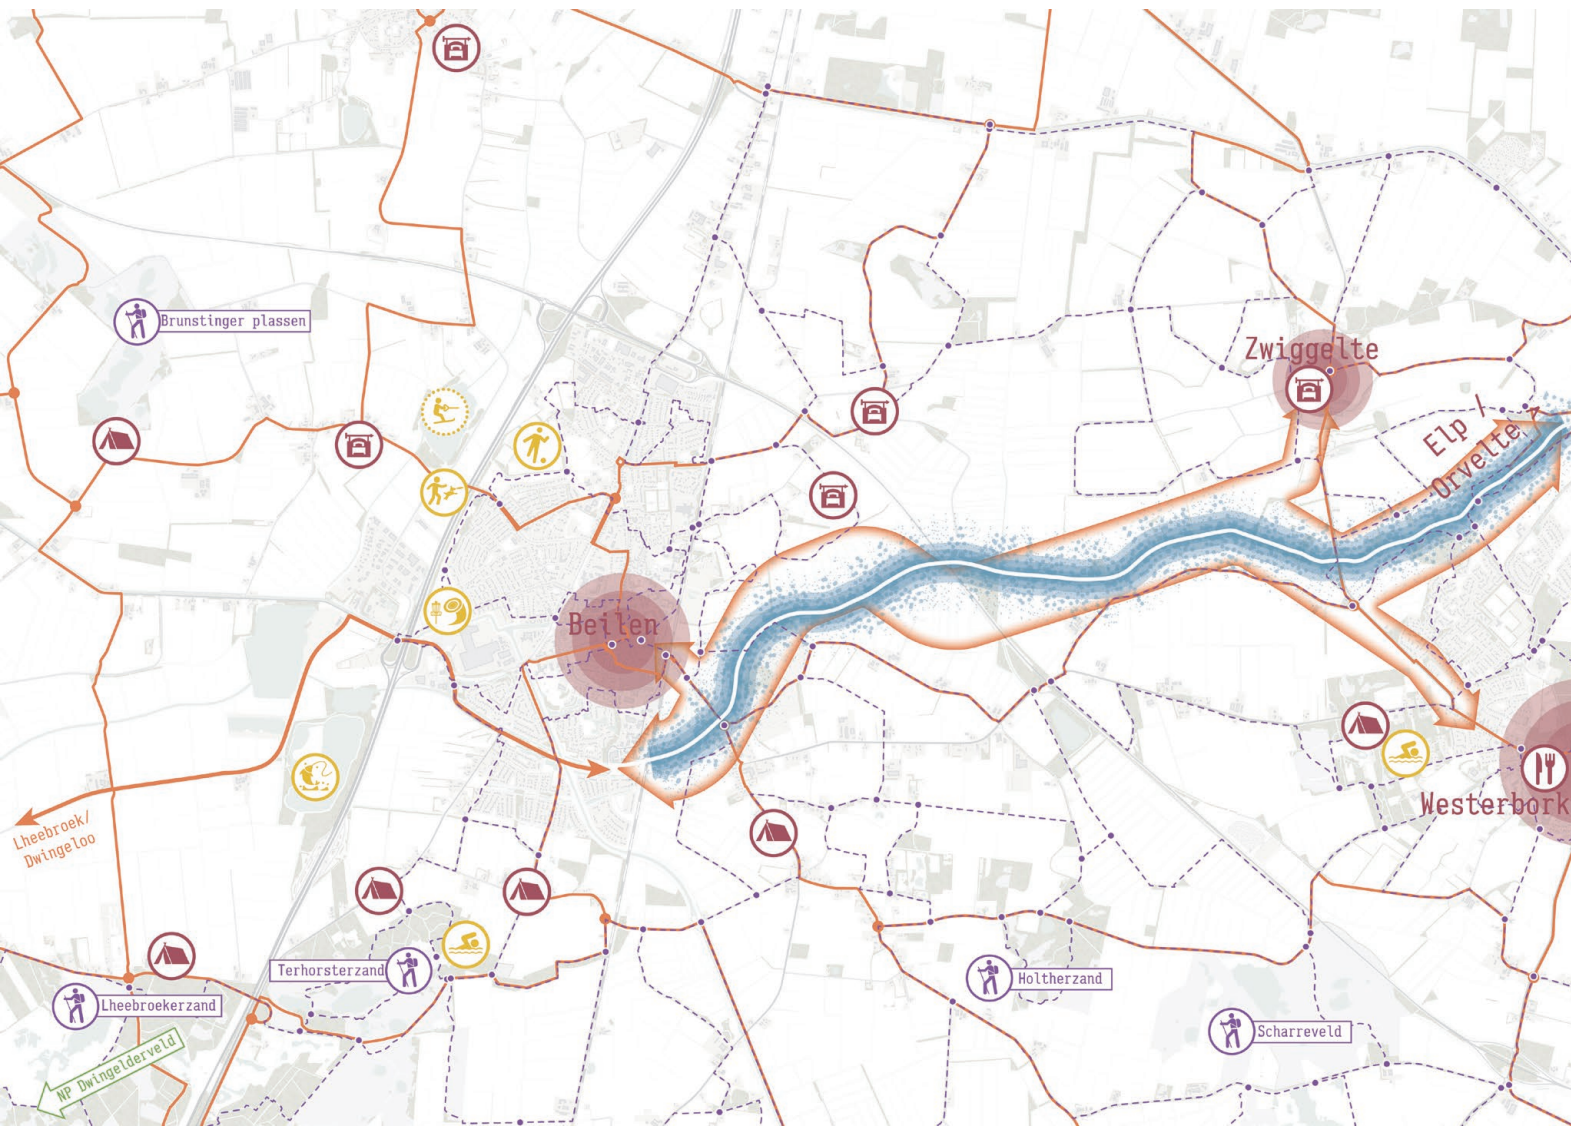 Brunstinger plassen
Zwiggelte
Elp /
Orvelte
Beilen
Westerbork
Lheebroek/
Dwingeloo
Terhorsterzand
Holtherzand
Lheebroekerzand
Scharreveld
NP Dwingelderveld